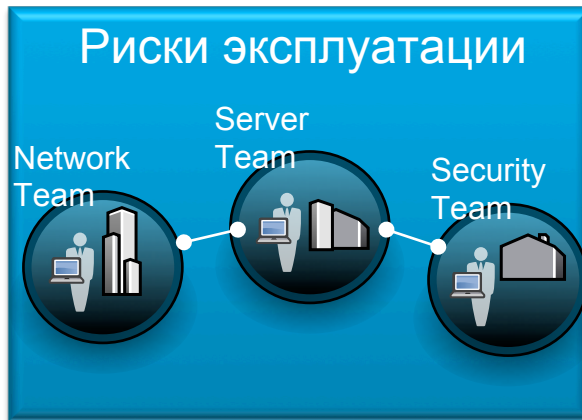 Риски эксплуатации
Server
Team
Network
Team
Security
Team